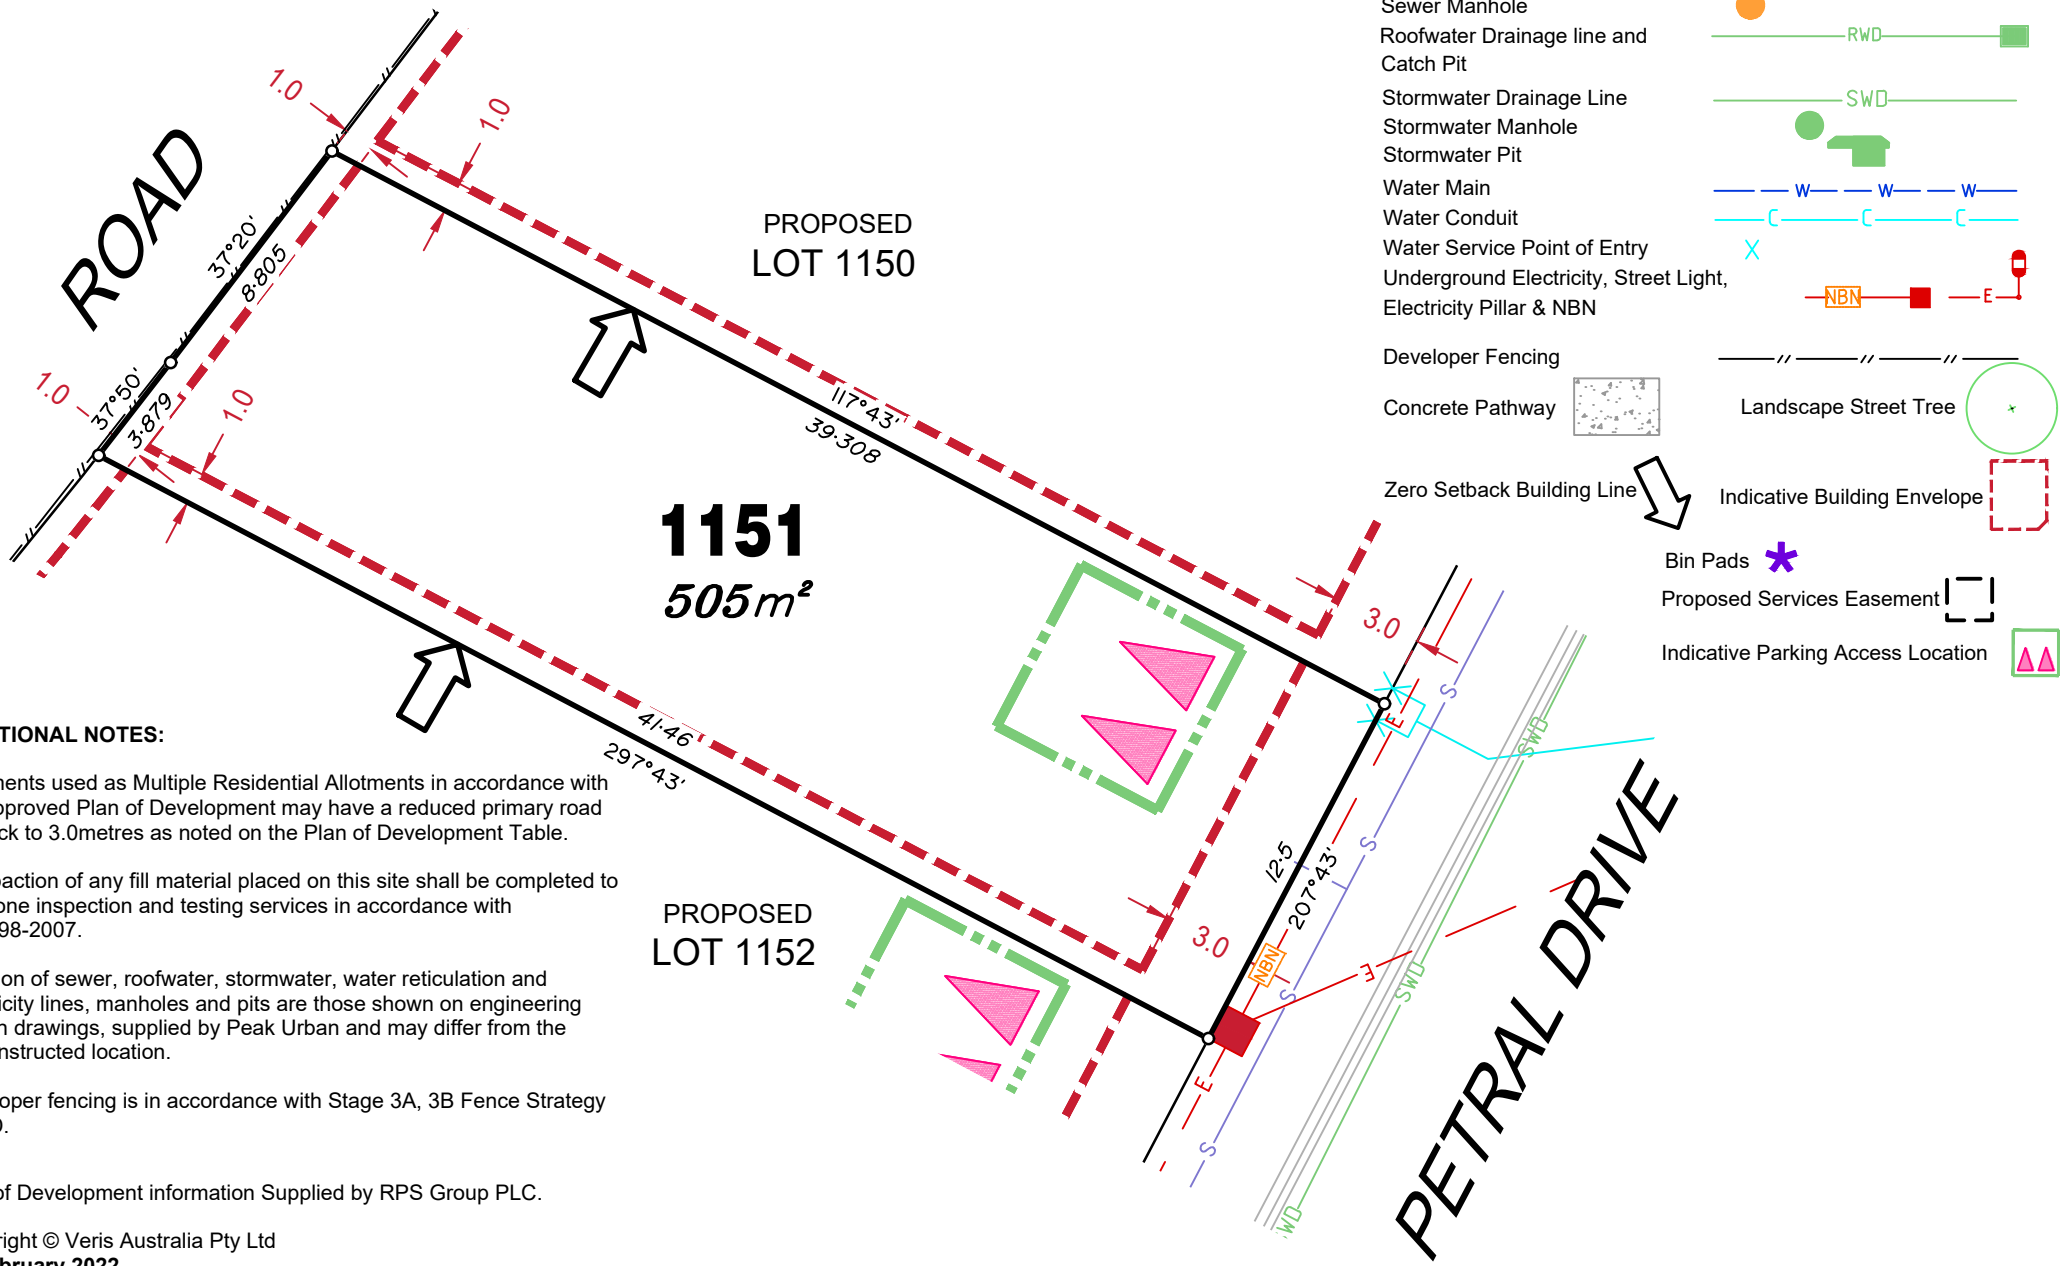 Sewer Manhole
Roofwater Drainage line and
Catch Pit
RWD
Stormwater Drainage Line
SWD
Stormwater Manhole
Stormwater Pit
Water Main
W W W
Water Conduit
C C C
Water Service Point of Entry
Underground Electricity, Street Light,
Electricity Pillar & NBN
NBN
E
Developer Fencing
Concrete Pathway
Landscape Street Tree
Zero Setback Building Line
Indicative Building Envelope
Bin Pads
Proposed Services Easement
Indicative Parking Access Location
ROAD
1.0
1.0
37°20'
8·805
37°50'
3·879
1.0
1.0
PROPOSED
LOT 1150
117°43'
39·308
1151
505m²
41·46
297°43'
PROPOSED
LOT 1152
3.0
3.0
12·5
207°43'
NBN
E
E
E
S
S
S
S
SWD
SWD
WD
PETRAL DRIVE
TIONAL NOTES:
ents used as Multiple Residential Allotments in accordance with
pproved Plan of Development may have a reduced primary road
ck to 3.0metres as noted on the Plan of Development Table.
action of any fill material placed on this site shall be completed to
one inspection and testing services in accordance with
98-2007.
on of sewer, roofwater, stormwater, water reticulation and
icity lines, manholes and pits are those shown on engineering
n drawings, supplied by Peak Urban and may differ from the
nstructed location.
oper fencing is in accordance with Stage 3A, 3B Fence Strategy
of Development information Supplied by RPS Group PLC.
right © Veris Australia Pty Ltd
bruary 2022